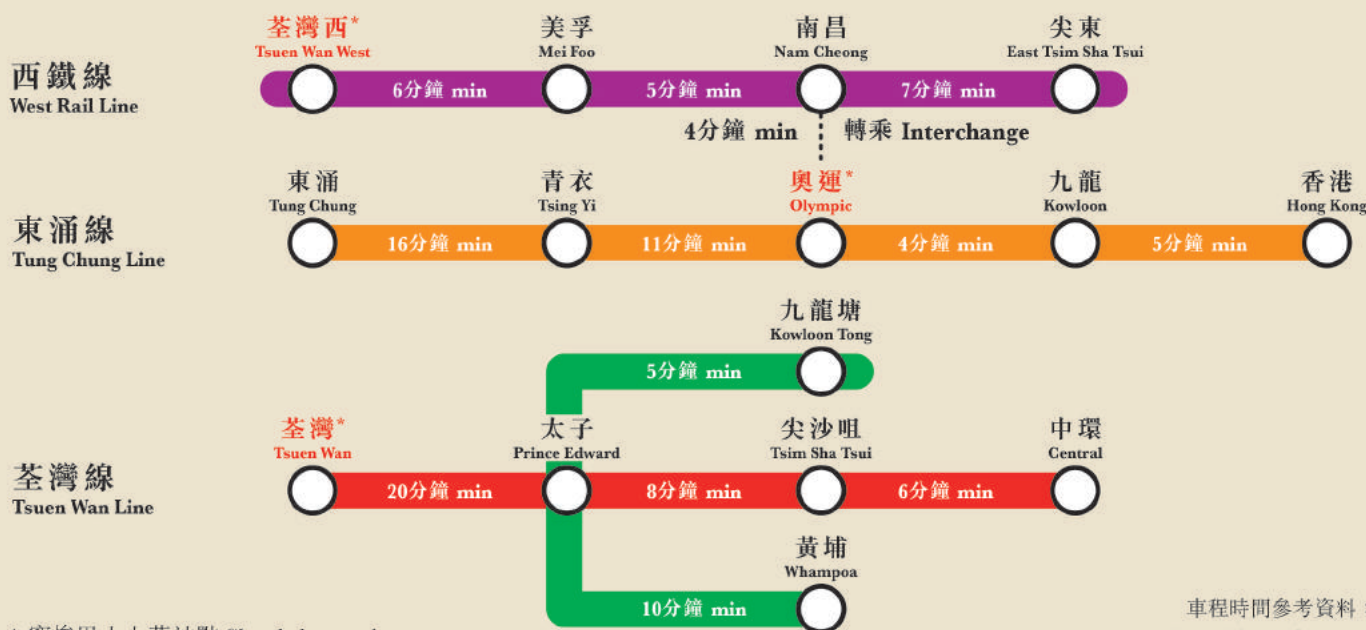 西鐵線
West Rail Line
荃灣西*
Tsuen Wan West
6分鐘 min
美孚
Mei Foo
5分鐘 min
南昌
Nam Cheong
7分鐘 min
尖東
East Tsim Sha Tsui
4分鐘 min 轉乘 Interchange
東涌線
Tung Chung Line
東涌
Tung Chung
16分鐘 min
青衣
Tsing Yi
11分鐘 min
奧運*
Olympic
4分鐘 min
九龍
Kowloon
5分鐘 min
香港
Hong Kong
九龍塘
Kowloon Tong
5分鐘 min
荃灣線
Tsuen Wan Line
荃灣*
Tsuen Wan
20分鐘 min
太子
Prince Edward
8分鐘 min
尖沙咀
Tsim Sha Tsui
6分鐘 min
中環
Central
黃埔
Whampoa
10分鐘 min
車程時間參考資料